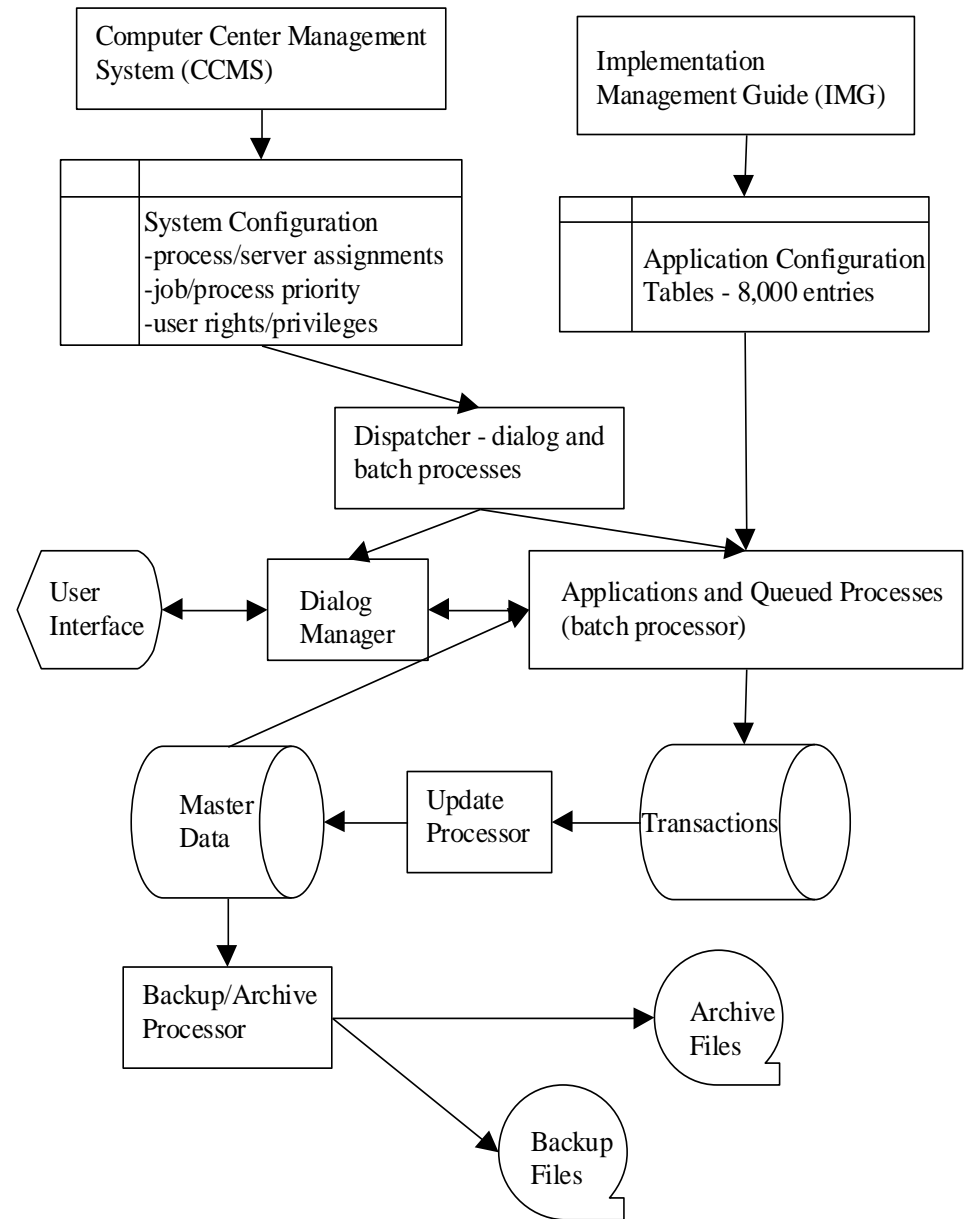 Computer Center Management
System (CCMS)
Implementation
Management Guide (IMG)
System Configuration
-process/server assignments
-job/process priority
-user rights/privileges
Application Configuration
Tables - 8,000 entries
Dispatcher - dialog and
batch processes
User
Interface
Dialog
Manager
Applications and Queued Processes
(batch processor)
Master
Data
Update
Processor
Transactions
Backup/Archive
Processor
Archive
Files
Backup
Files